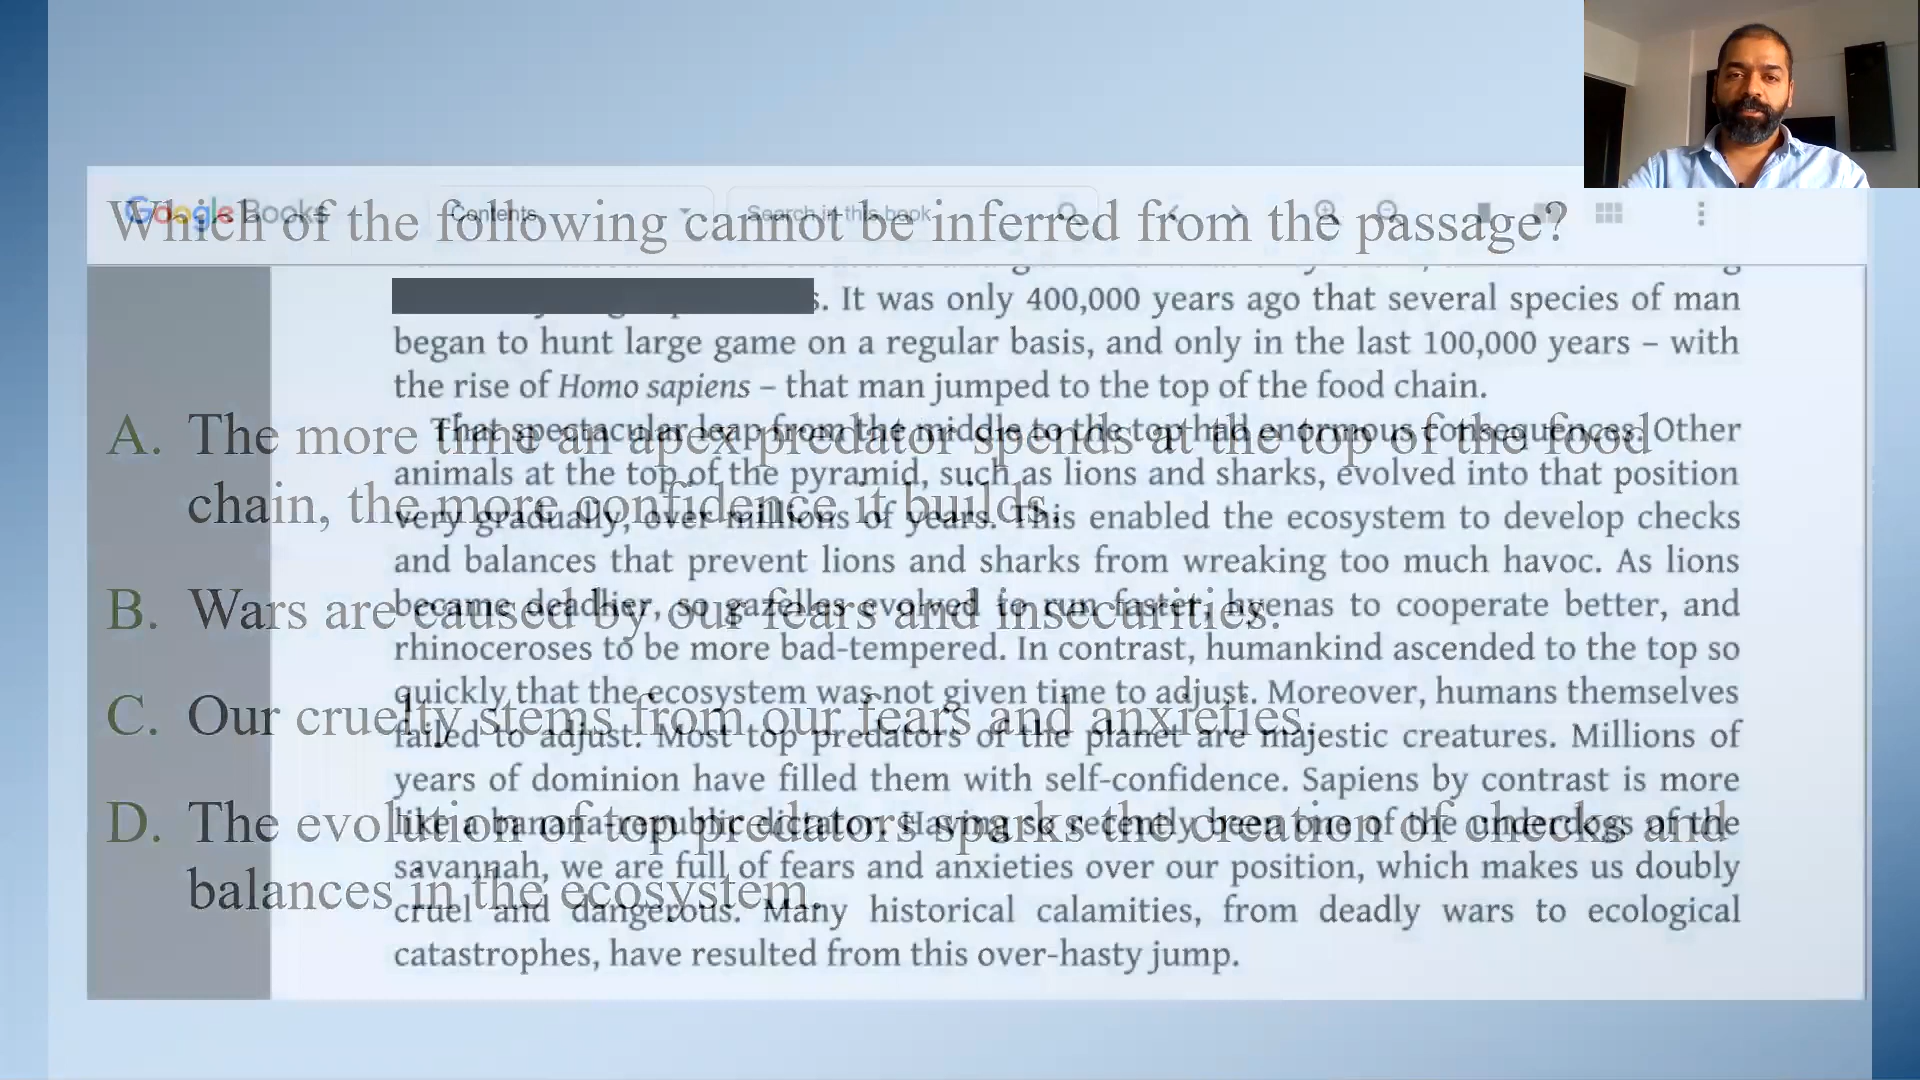 Google Books Contents Search in this book
Which of the following cannot be inferred from the passage?
s. It was only 400,000 years ago that several species of man
began to hunt large game on a regular basis, and only in the last 100,000 years – with
the rise of Homo sapiens – that man jumped to the top of the food chain.
That spectacular leap from the middle to the top had enormous consequences. Other
animals at the top of the pyramid, such as lions and sharks, evolved into that position
very gradually, over millions of years. This enabled the ecosystem to develop checks
and balances that prevent lions and sharks from wreaking too much havoc. As lions
became deadlier, so gazelles evolved to run faster, hyenas to cooperate better, and
rhinoceroses to be more bad-tempered. In contrast, humankind ascended to the top so
quickly that the ecosystem was not given time to adjust. Moreover, humans themselves
failed to adjust. Most top predators of the planet are majestic creatures. Millions of
years of dominion have filled them with self-confidence. Sapiens by contrast is more
like a banana-republic dictator. Having so recently been one of the underdogs of the
savannah, we are full of fears and anxieties over our position, which makes us doubly
cruel and dangerous. Many historical calamities, from deadly wars to ecological
catastrophes, have resulted from this over-hasty jump.
A. The more time an apex predator spends at the top of the food
chain, the more confidence it builds.
B. Wars are caused by our fears and insecurities.
C. Our cruelty stems from our fears and anxieties.
D. The evolution of top predators sparks the creation of checks and
balances in the ecosystem.